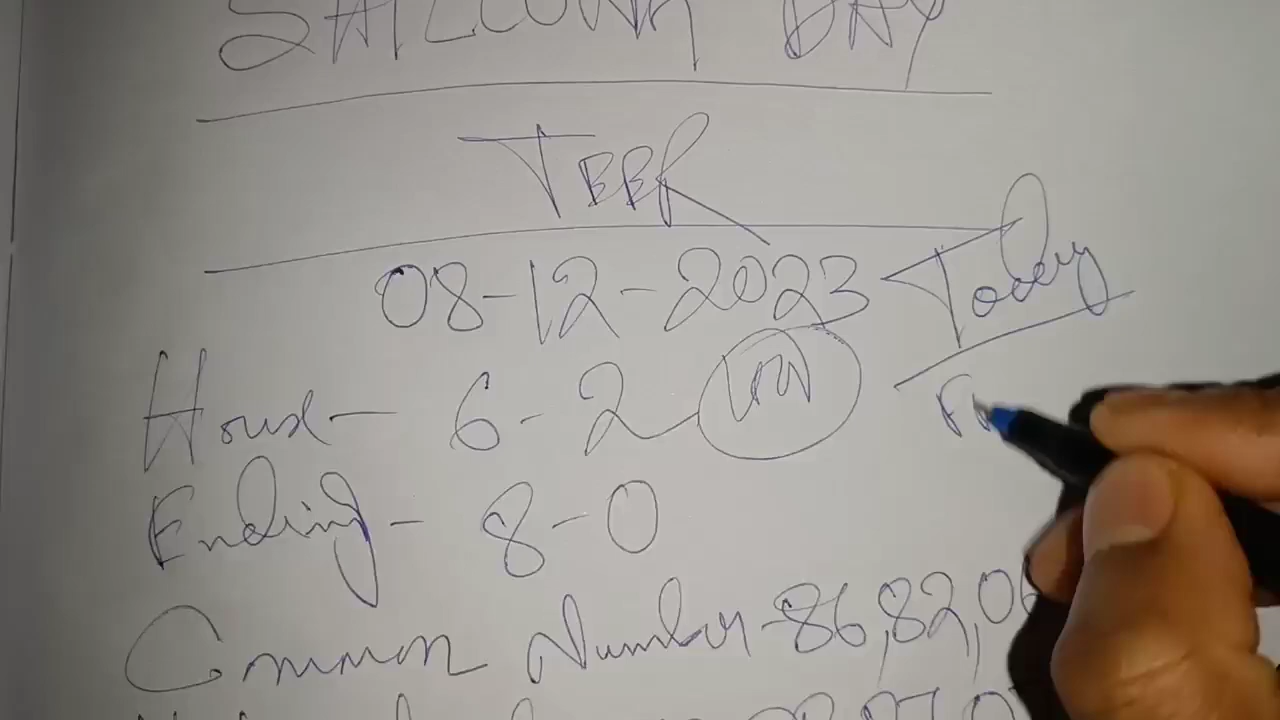 SHILLONG DAY
TEER
08-12-2023 Today
House - 6-2
Ending - 8-0
Common Number - 86,82,06